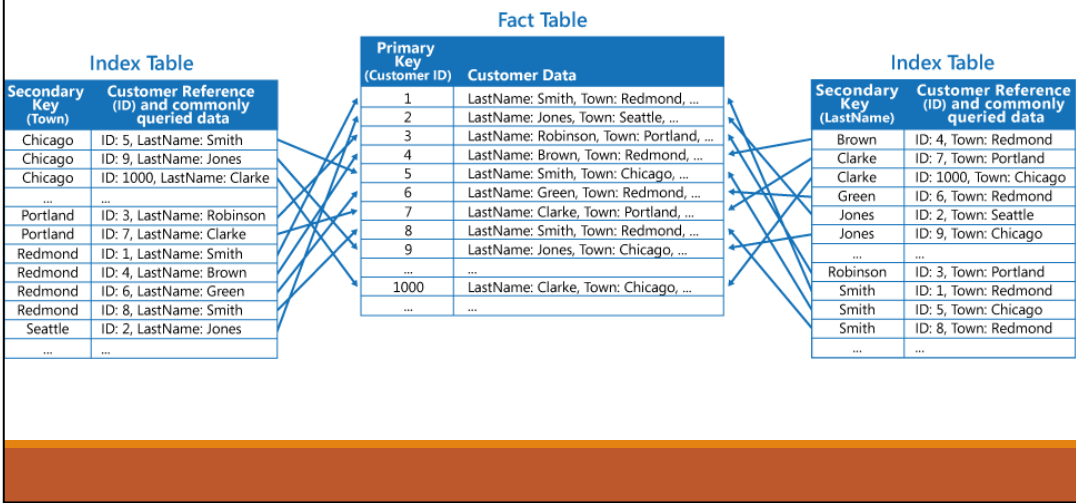 Fact Table
Index Table
Index Table
Primary
Key
(Customer ID) Customer Data
1 LastName: Smith, Town: Redmond, ...
2 LastName: Jones, Town: Seattle, ...
3 LastName: Robinson, Town: Portland, ...
4 LastName: Brown, Town: Redmond, ...
5 LastName: Smith, Town: Chicago, ...
6 LastName: Green, Town: Redmond, ...
7 LastName: Clarke, Town: Portland, ...
8 LastName: Smith, Town: Redmond, ...
9 LastName: Jones, Town: Chicago, ...
... ...
1000 LastName: Clarke, Town: Chicago, ...
... ...
Secondary Customer Reference
Key (ID) and commonly
(Town) queried data
Chicago ID: 5, LastName: Smith
Chicago ID: 9, LastName: Jones
Chicago ID: 1000, LastName: Clarke
... ...
Portland ID: 3, LastName: Robinson
Portland ID: 7, LastName: Clarke
Redmond ID: 1, LastName: Smith
Redmond ID: 4, LastName: Brown
Redmond ID: 6, LastName: Green
Redmond ID: 8, LastName: Smith
Seattle ID: 2, LastName: Jones
... ...
Secondary Customer Reference
Key (ID) and commonly
(LastName) queried data
Brown ID: 4, Town: Redmond
Clarke ID: 7, Town: Portland
Clarke ID: 1000, Town: Chicago
Green ID: 6, Town: Redmond
Jones ID: 2, Town: Seattle
Jones ID: 9, Town: Chicago
... ...
Robinson ID: 3, Town: Portland
Smith ID: 1, Town: Redmond
Smith ID: 5, Town: Chicago
Smith ID: 8, Town: Redmond
... ...